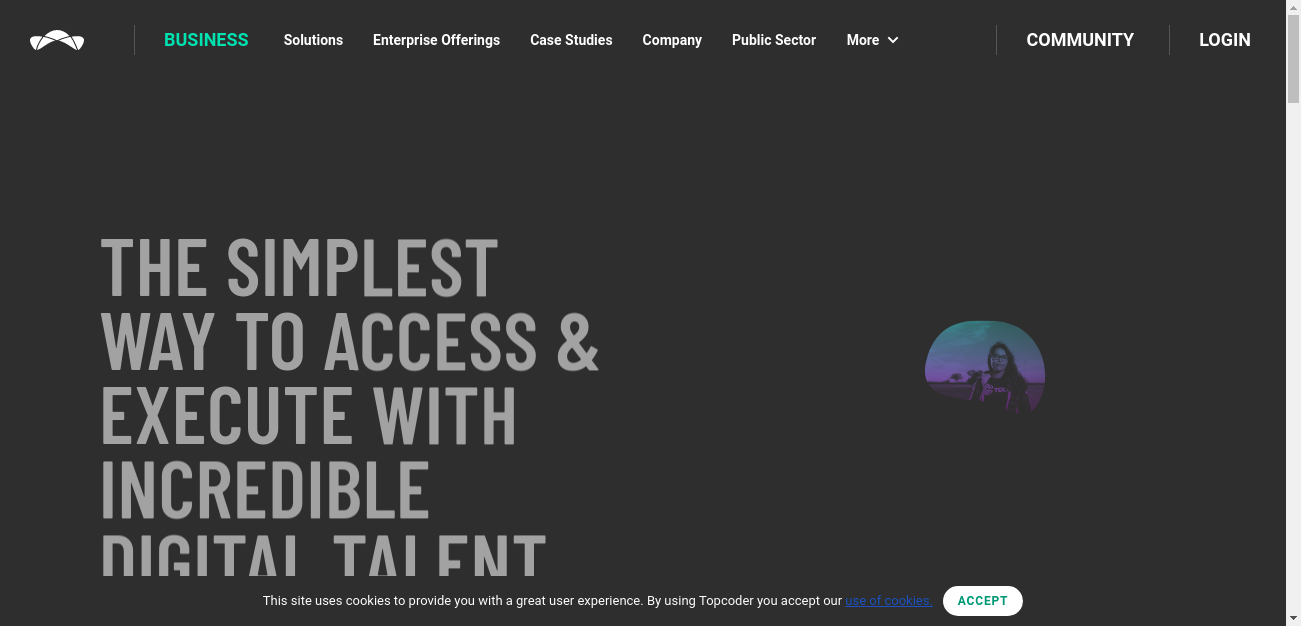 BUSINESS Solutions Enterprise Offerings Case Studies Company Public Sector More COMMUNITY LOGIN
THE SIMPLEST
WAY TO ACCESS &
EXECUTE WITH
INCREDIBLE
DIGITAL TALENT
This site uses cookies to provide you with a great user experience. By using Topcoder you accept our use of cookies. ACCEPT